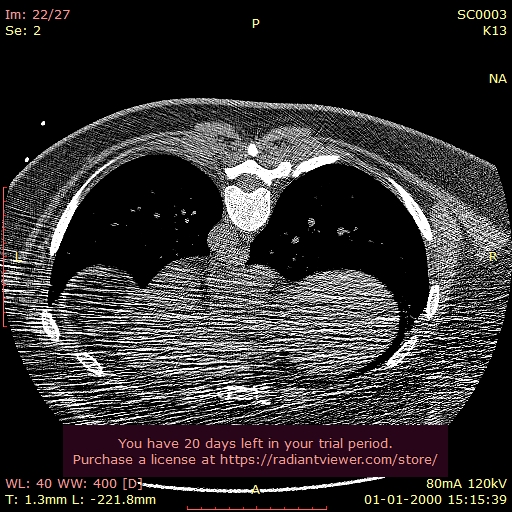 Im: 22/27
Se: 2
P
SC0003
K13
NA
L
R
You have 20 days left in your trial period.
Purchase a license at https://radiantviewer.com/store/
WL: 40 WW: 400 [D]
T: 1.3mm L: -221.8mm
A
80mA 120kV
01-01-2000 15:15:39